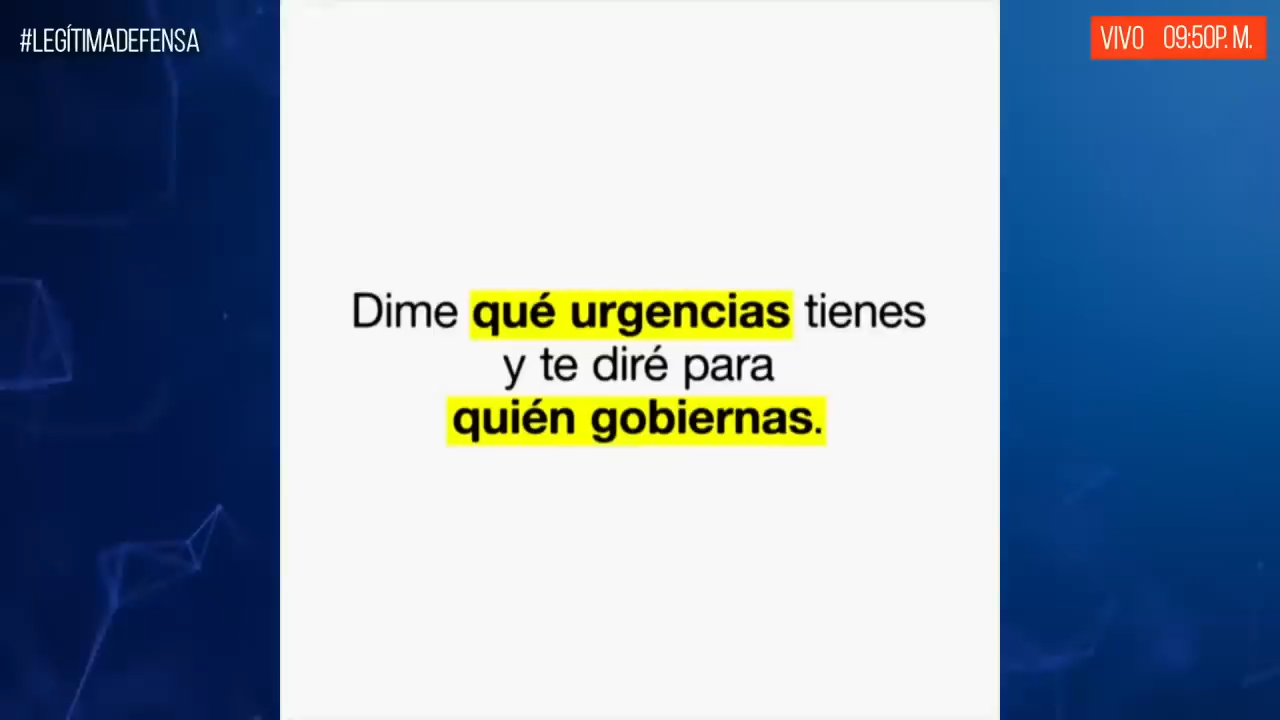 #LEGÍTIMADEFENSA
VIVO 09:50P. M.
Dime qué urgencias tienes
y te diré para
quién gobiernas.